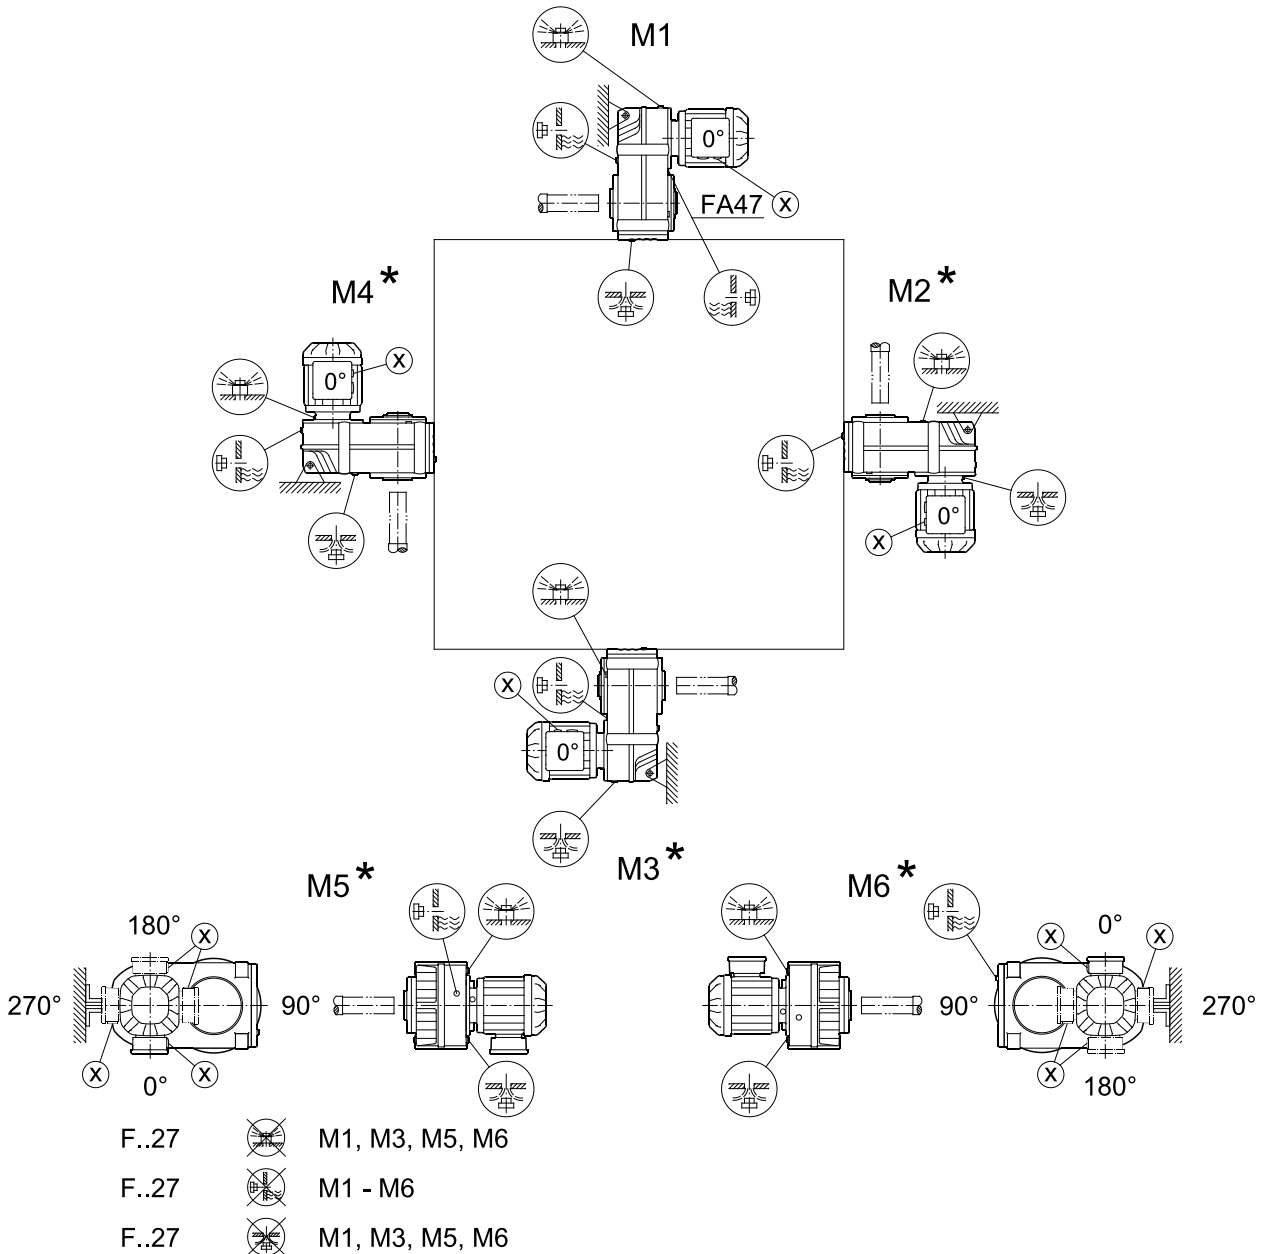 M1
0°
FA47 X
M4*
M2*
0° X
0°
X
X
0°
M3*
M5*
M6*
180° X
0° X
X
270°
90°
90°
270°
X
0°
X
X
180°
F..27 M1, M3, M5, M6
F..27 M1 - M6
F..27 M1, M3, M5, M6